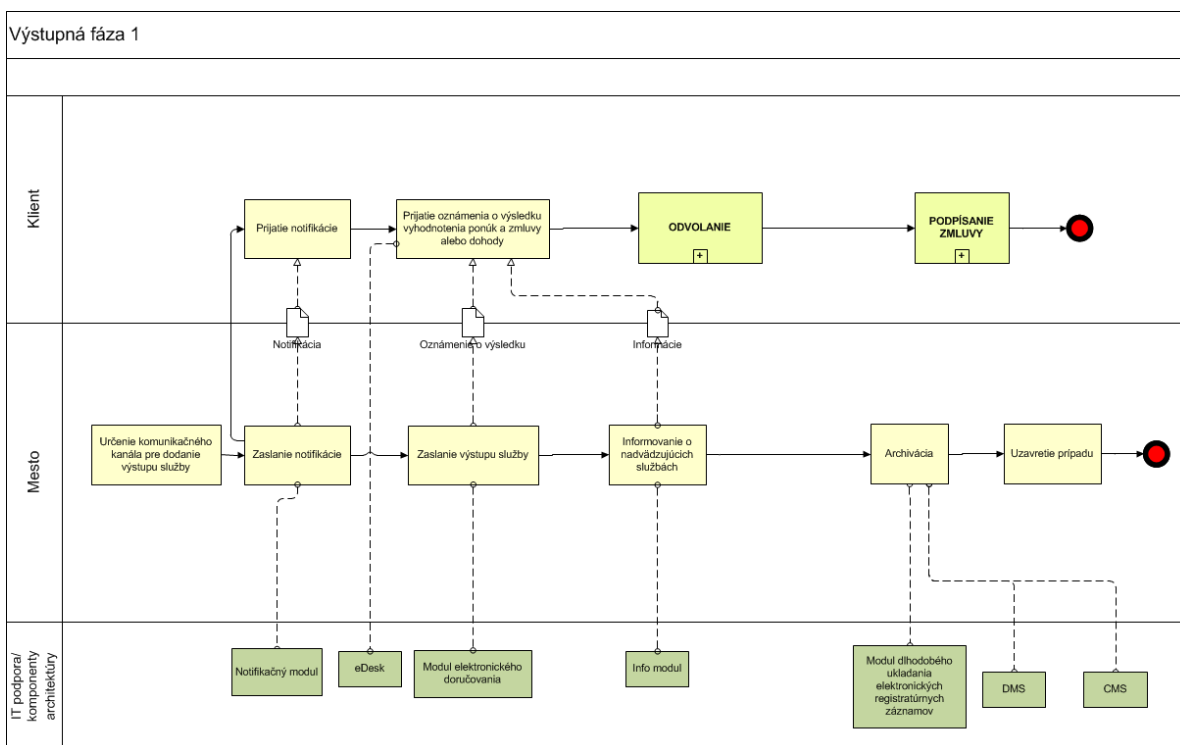 Výstupná fáza 1
Klient
Prijatie notifikácie
Prijatie oznámenia o výsledku
vyhodnotenia ponúk a zmluvy
alebo dohody
ODVOLANIE
+
PODPÍSANIE
ZMLUVY
+
Notifikácia
Oznámenie o výsledku
Informácie
Mesto
Určenie komunikačného
kanála pre dodanie
výstupu služby
Zaslanie notifikácie
Zaslanie výstupu služby
Informovanie o
nadväzujúcich
službách
Archivácia
Uzavretie prípadu
IT podpora/
komponenty
architektúry
Notifikačný modul
eDesk
Modul elektronického
doručovania
Info modul
Modul dlhodobého
ukladania
elektronických
registratúrnych
záznamov
DMS
CMS